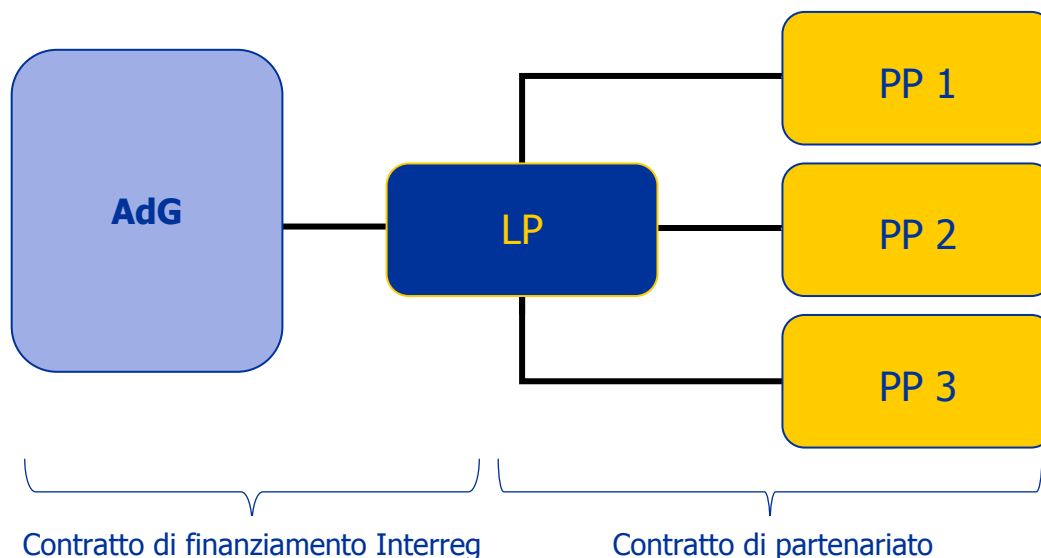 AdG
LP
PP 1
PP 2
PP 3
Contratto di finanziamento Interreg
Contratto di partenariato